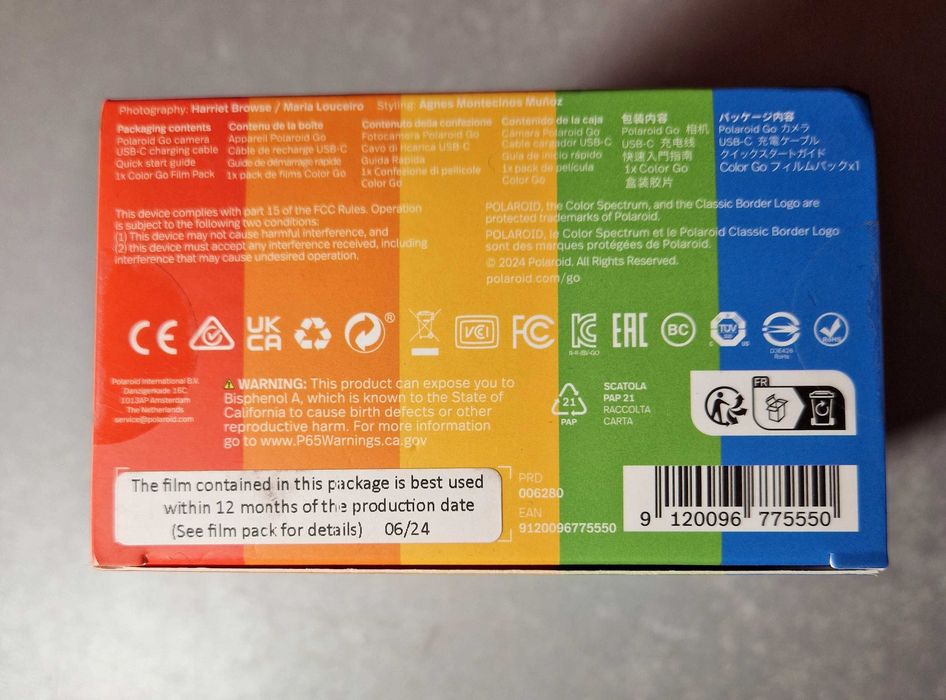 Photography: Harriet Browse / Maria Louceiro Styling: Agnes Montecinos Muñoz
Packaging contents
Polaroid Go camera
USB-C charging cable
Quick start guide
1x Color Go Film Pack
Contenu de la boîte
Appareil Polaroid Go
Câble de recharge USB-C
Guide de démarrage rapide
1x pack de films Color Go
Contenuto della confezione
Fotocamera Polaroid Go
Cavo di ricarica USB-C
Guida Rapida
1x Confezione di pellicole
Color Go
Contenido de la caja
Cámara Polaroid Go
Cable cargador USB-C
Guía de inicio rápido
1x pack de película
Color Go
包装内容
Polaroid Go 相机
USB-C 充电线
快速入門指南
1x Color Go
盒装胶片
パッケージ内容
Polaroid Go カメラ
USB-C 充電ケーブル
クイックスタートガイド
Color Go フィルムパックx1
This device complies with part 15 of the FCC Rules. Operation
is subject to the following two conditions:
(1) This device may not cause harmful interference, and
(2) this device must accept any interference received, including
interference that may cause undesired operation.
POLAROID, the Color Spectrum, and the Classic Border Logo are
protected trademarks of Polaroid.
POLAROID, le Color Spectrum et le Polaroid Classic Border Logo
sont des marques protégées de Polaroid.
© 2024 Polaroid. All Rights Reserved.
polaroid.com/go
CE
UK
CA
®
VCI
FC
KC
EAC
BC
TÜV
RoHS
Polaroid International B.V.
Danzigerkade 16C
1013AP Amsterdam
The Netherlands
service@polaroid.com
WARNING: This product can expose you to
Bisphenol A, which is known to the State of
California to cause birth defects or other
reproductive harm. For more information
go to www.P65Warnings.ca.gov
21
PAP
SCATOLA
PAP 21
RACCOLTA
CARTA
FR
The film contained in this package is best used
within 12 months of the production date
(See film pack for details) 06/24
PRD
006280
EAN
9120096775550
9 120096 775550